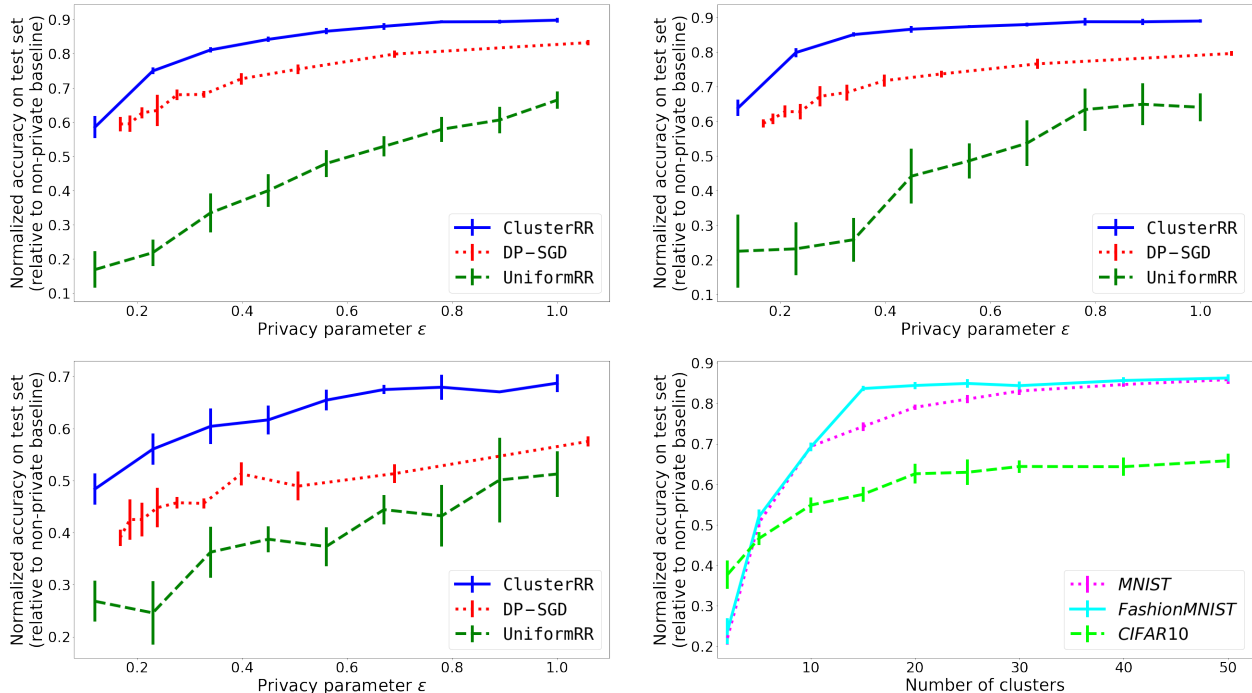 Normalized accuracy on test set
(relative to non-private baseline)
0.9
0.8
0.7
0.6
0.5
0.4
0.3
0.2
0.1
ClusterRR
DP−SGD
UniformRR
0.2 0.4 0.6 0.8 1.0
Privacy parameter ε
Normalized accuracy on test set
(relative to non-private baseline)
0.9
0.8
0.7
0.6
0.5
0.4
0.3
0.2
0.1
ClusterRR
DP−SGD
UniformRR
0.2 0.4 0.6 0.8 1.0
Privacy parameter ε
Normalized accuracy on test set
(relative to non-private baseline)
0.7
0.6
0.5
0.4
0.3
0.2
ClusterRR
DP−SGD
UniformRR
0.2 0.4 0.6 0.8 1.0
Privacy parameter ε
Normalized accuracy on test set
(relative to non-private baseline)
0.9
0.8
0.7
0.6
0.5
0.4
0.3
0.2
MNIST
FashionMNIST
CIFAR10
10 20 30 40 50
Number of clusters